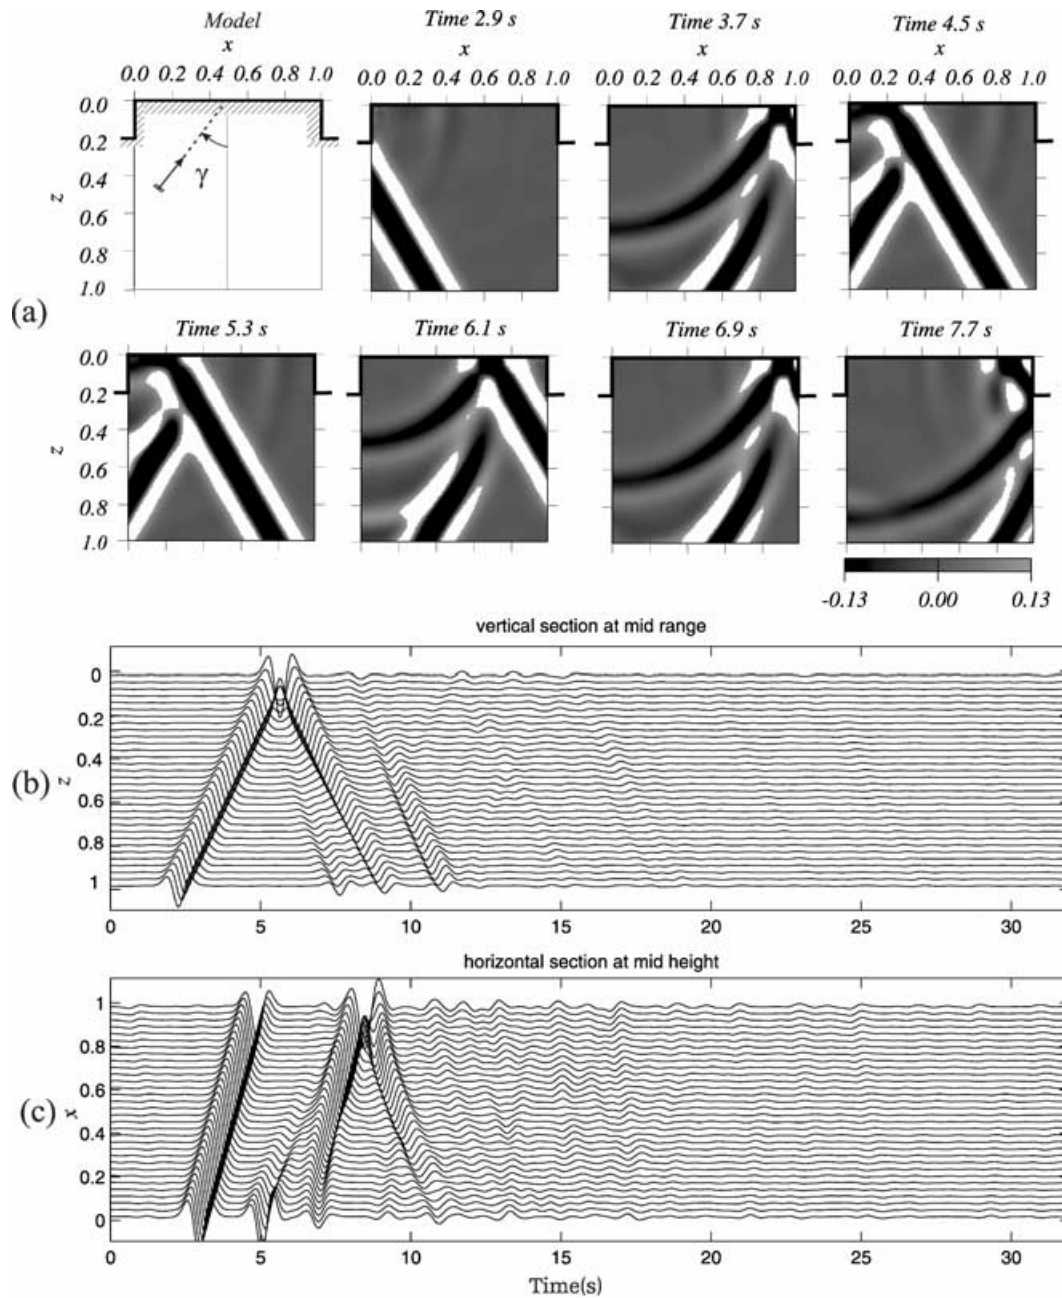 Model
Time 2.9 s
Time 3.7 s
Time 4.5 s
x
x
x
x
0.0 0.2 0.4 0.6 0.8 1.0
0.0 0.2 0.4 0.6 0.8 1.0
0.0 0.2 0.4 0.6 0.8 1.0
0.0 0.2 0.4 0.6 0.8 1.0
0.0
0.2
0.4
0.6
0.8
1.0
z
γ
(a)
Time 5.3 s
Time 6.1 s
Time 6.9 s
Time 7.7 s
0.0
0.2
0.4
0.6
0.8
1.0
z
-0.13 0.00 0.13
vertical section at mid range
0
0.2
0.4
0.6
0.8
1
(b)
z
0 5 10 15 20 25 30
horizontal section at mid height
1
0.8
0.6
0.4
0.2
0
(c)
x
0 5 10 15 20 25 30
Time(s)